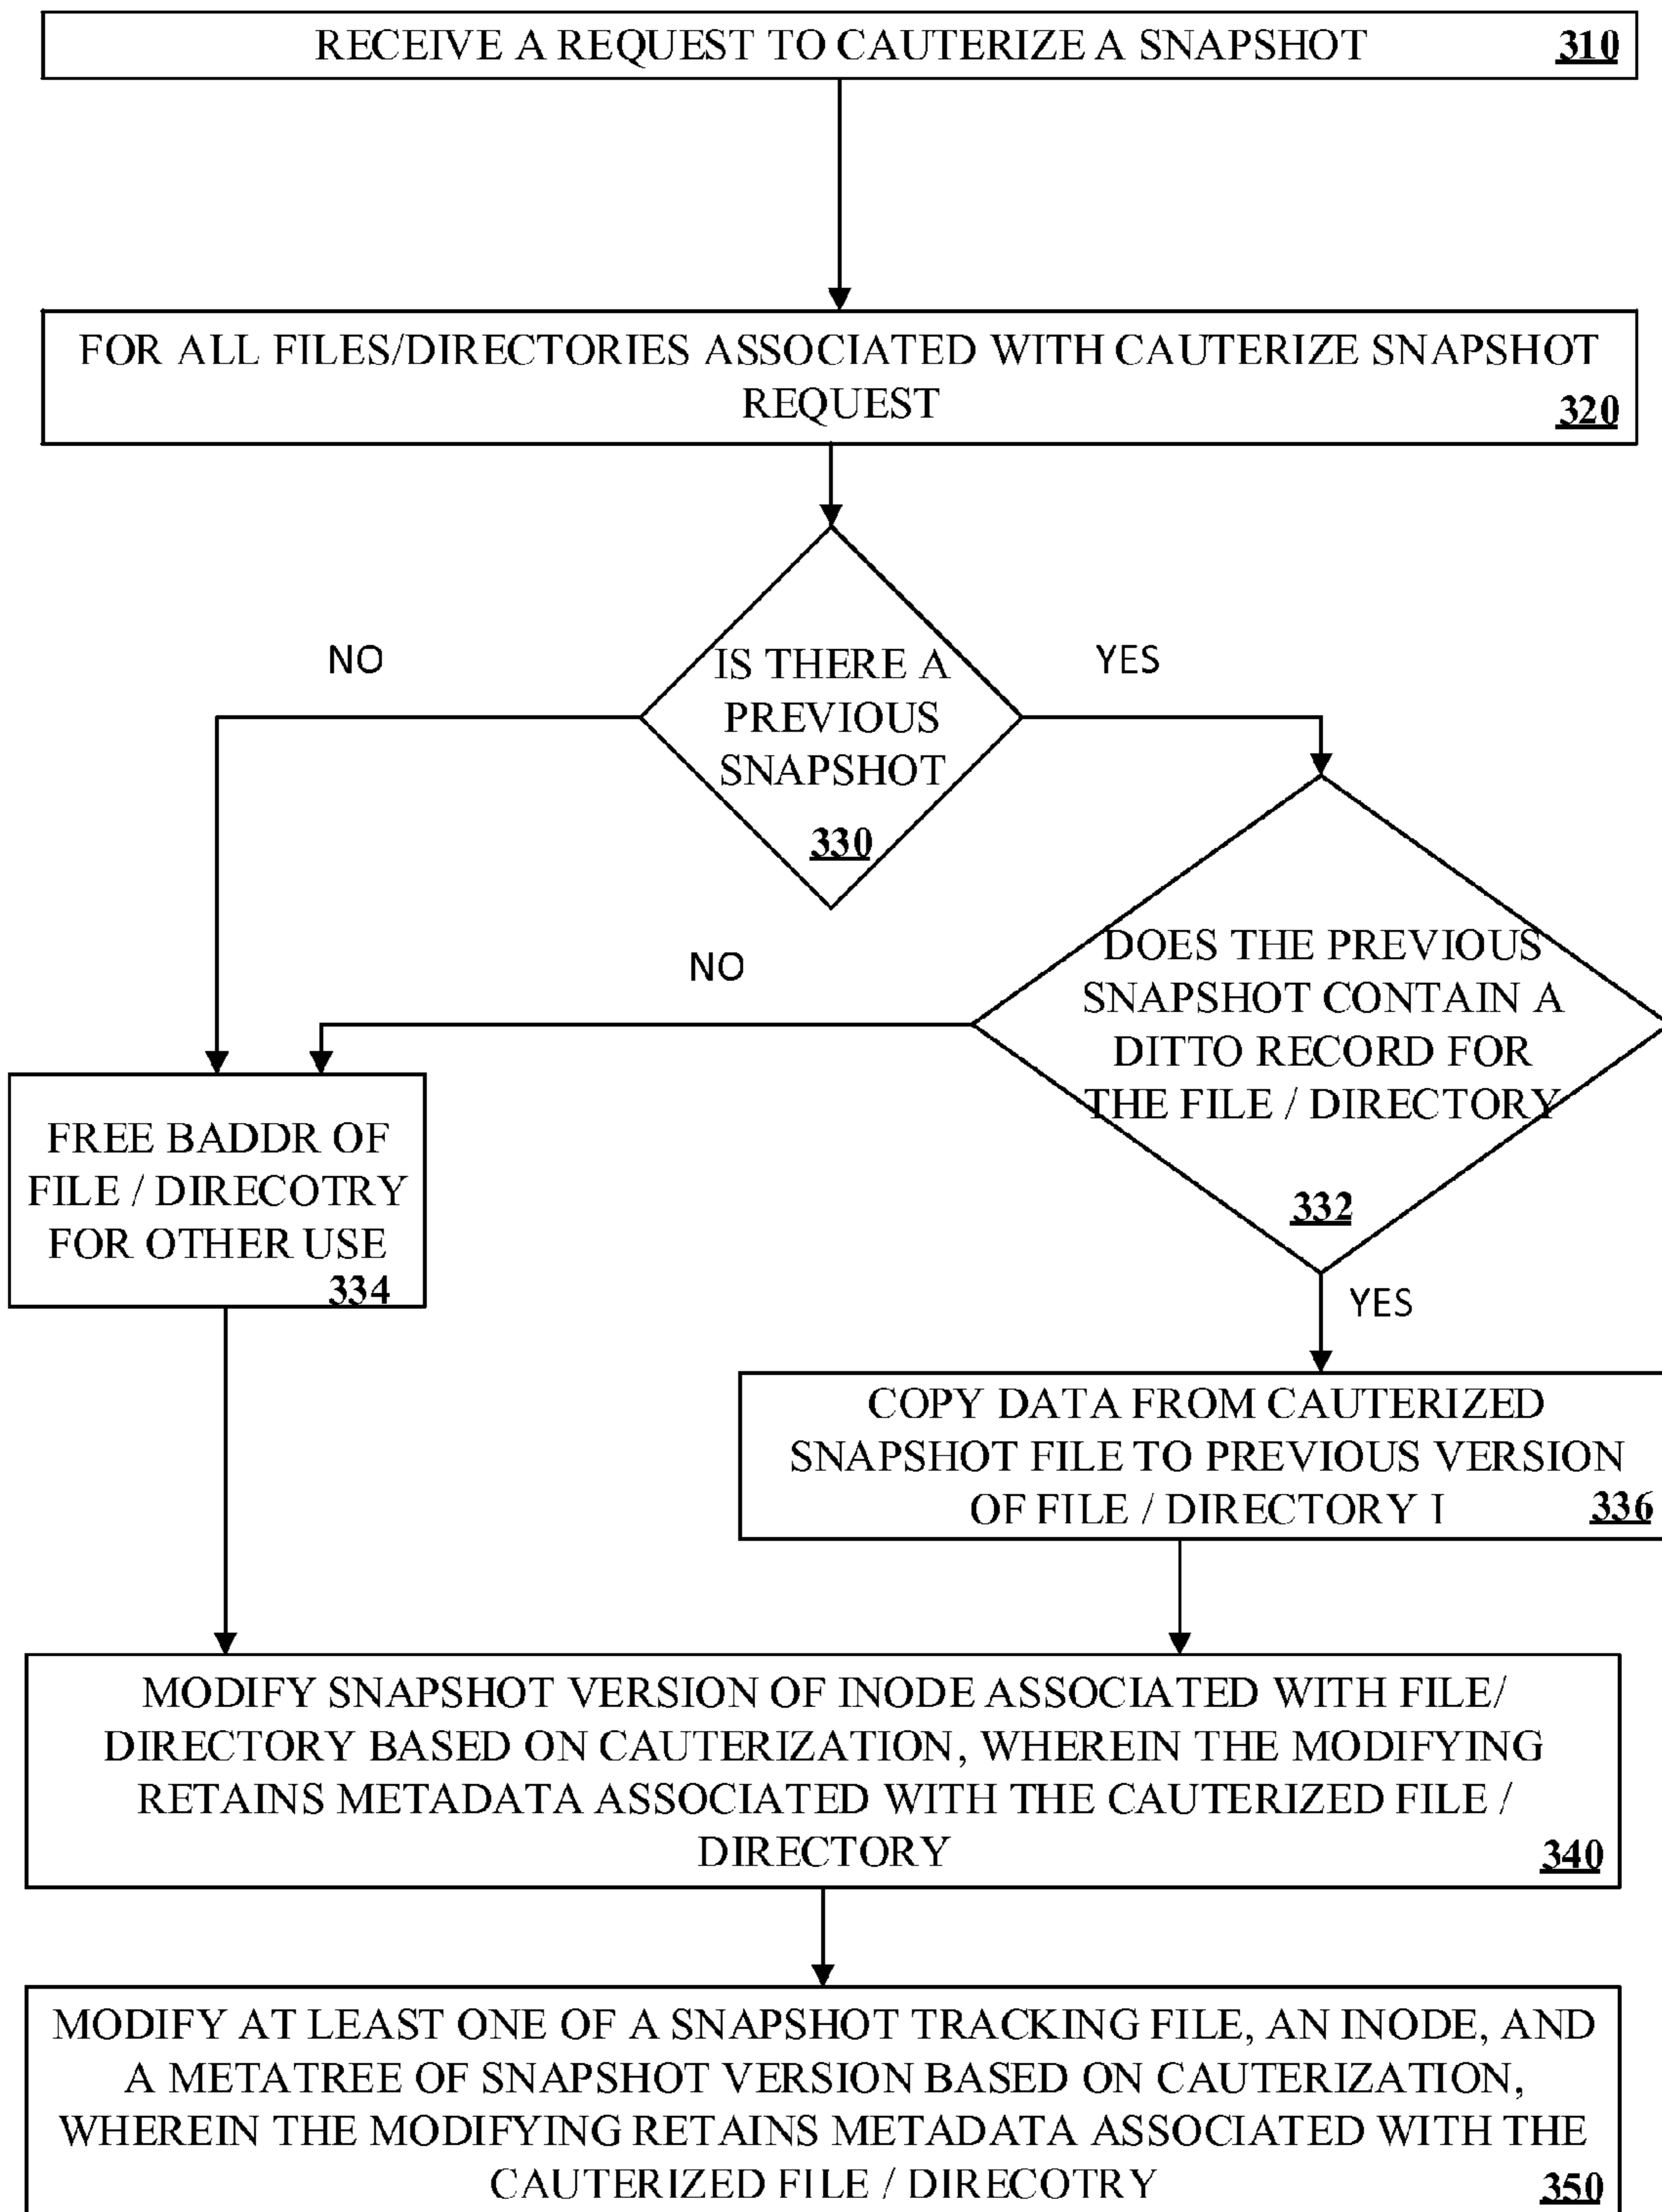 RECEIVE A REQUEST TO CAUTERIZE A SNAPSHOT 310
FOR ALL FILES/DIRECTORIES ASSOCIATED WITH CAUTERIZE SNAPSHOT
REQUEST 320
NO
YES
IS THERE A
PREVIOUS
SNAPSHOT
330
NO
DOES THE PREVIOUS
SNAPSHOT CONTAIN A
DITTO RECORD FOR
THE FILE / DIRECTORY
332
FREE BADDR OF
FILE / DIRECOTRY
FOR OTHER USE
334
YES
COPY DATA FROM CAUTERIZED
SNAPSHOT FILE TO PREVIOUS VERSION
OF FILE / DIRECTORY I 336
MODIFY SNAPSHOT VERSION OF INODE ASSOCIATED WITH FILE/
DIRECTORY BASED ON CAUTERIZATION, WHEREIN THE MODIFYING
RETAINS METADATA ASSOCIATED WITH THE CAUTERIZED FILE /
DIRECTORY 340
MODIFY AT LEAST ONE OF A SNAPSHOT TRACKING FILE, AN INODE, AND
A METATREE OF SNAPSHOT VERSION BASED ON CAUTERIZATION,
WHEREIN THE MODIFYING RETAINS METADATA ASSOCIATED WITH THE
CAUTERIZED FILE / DIRECOTRY 350